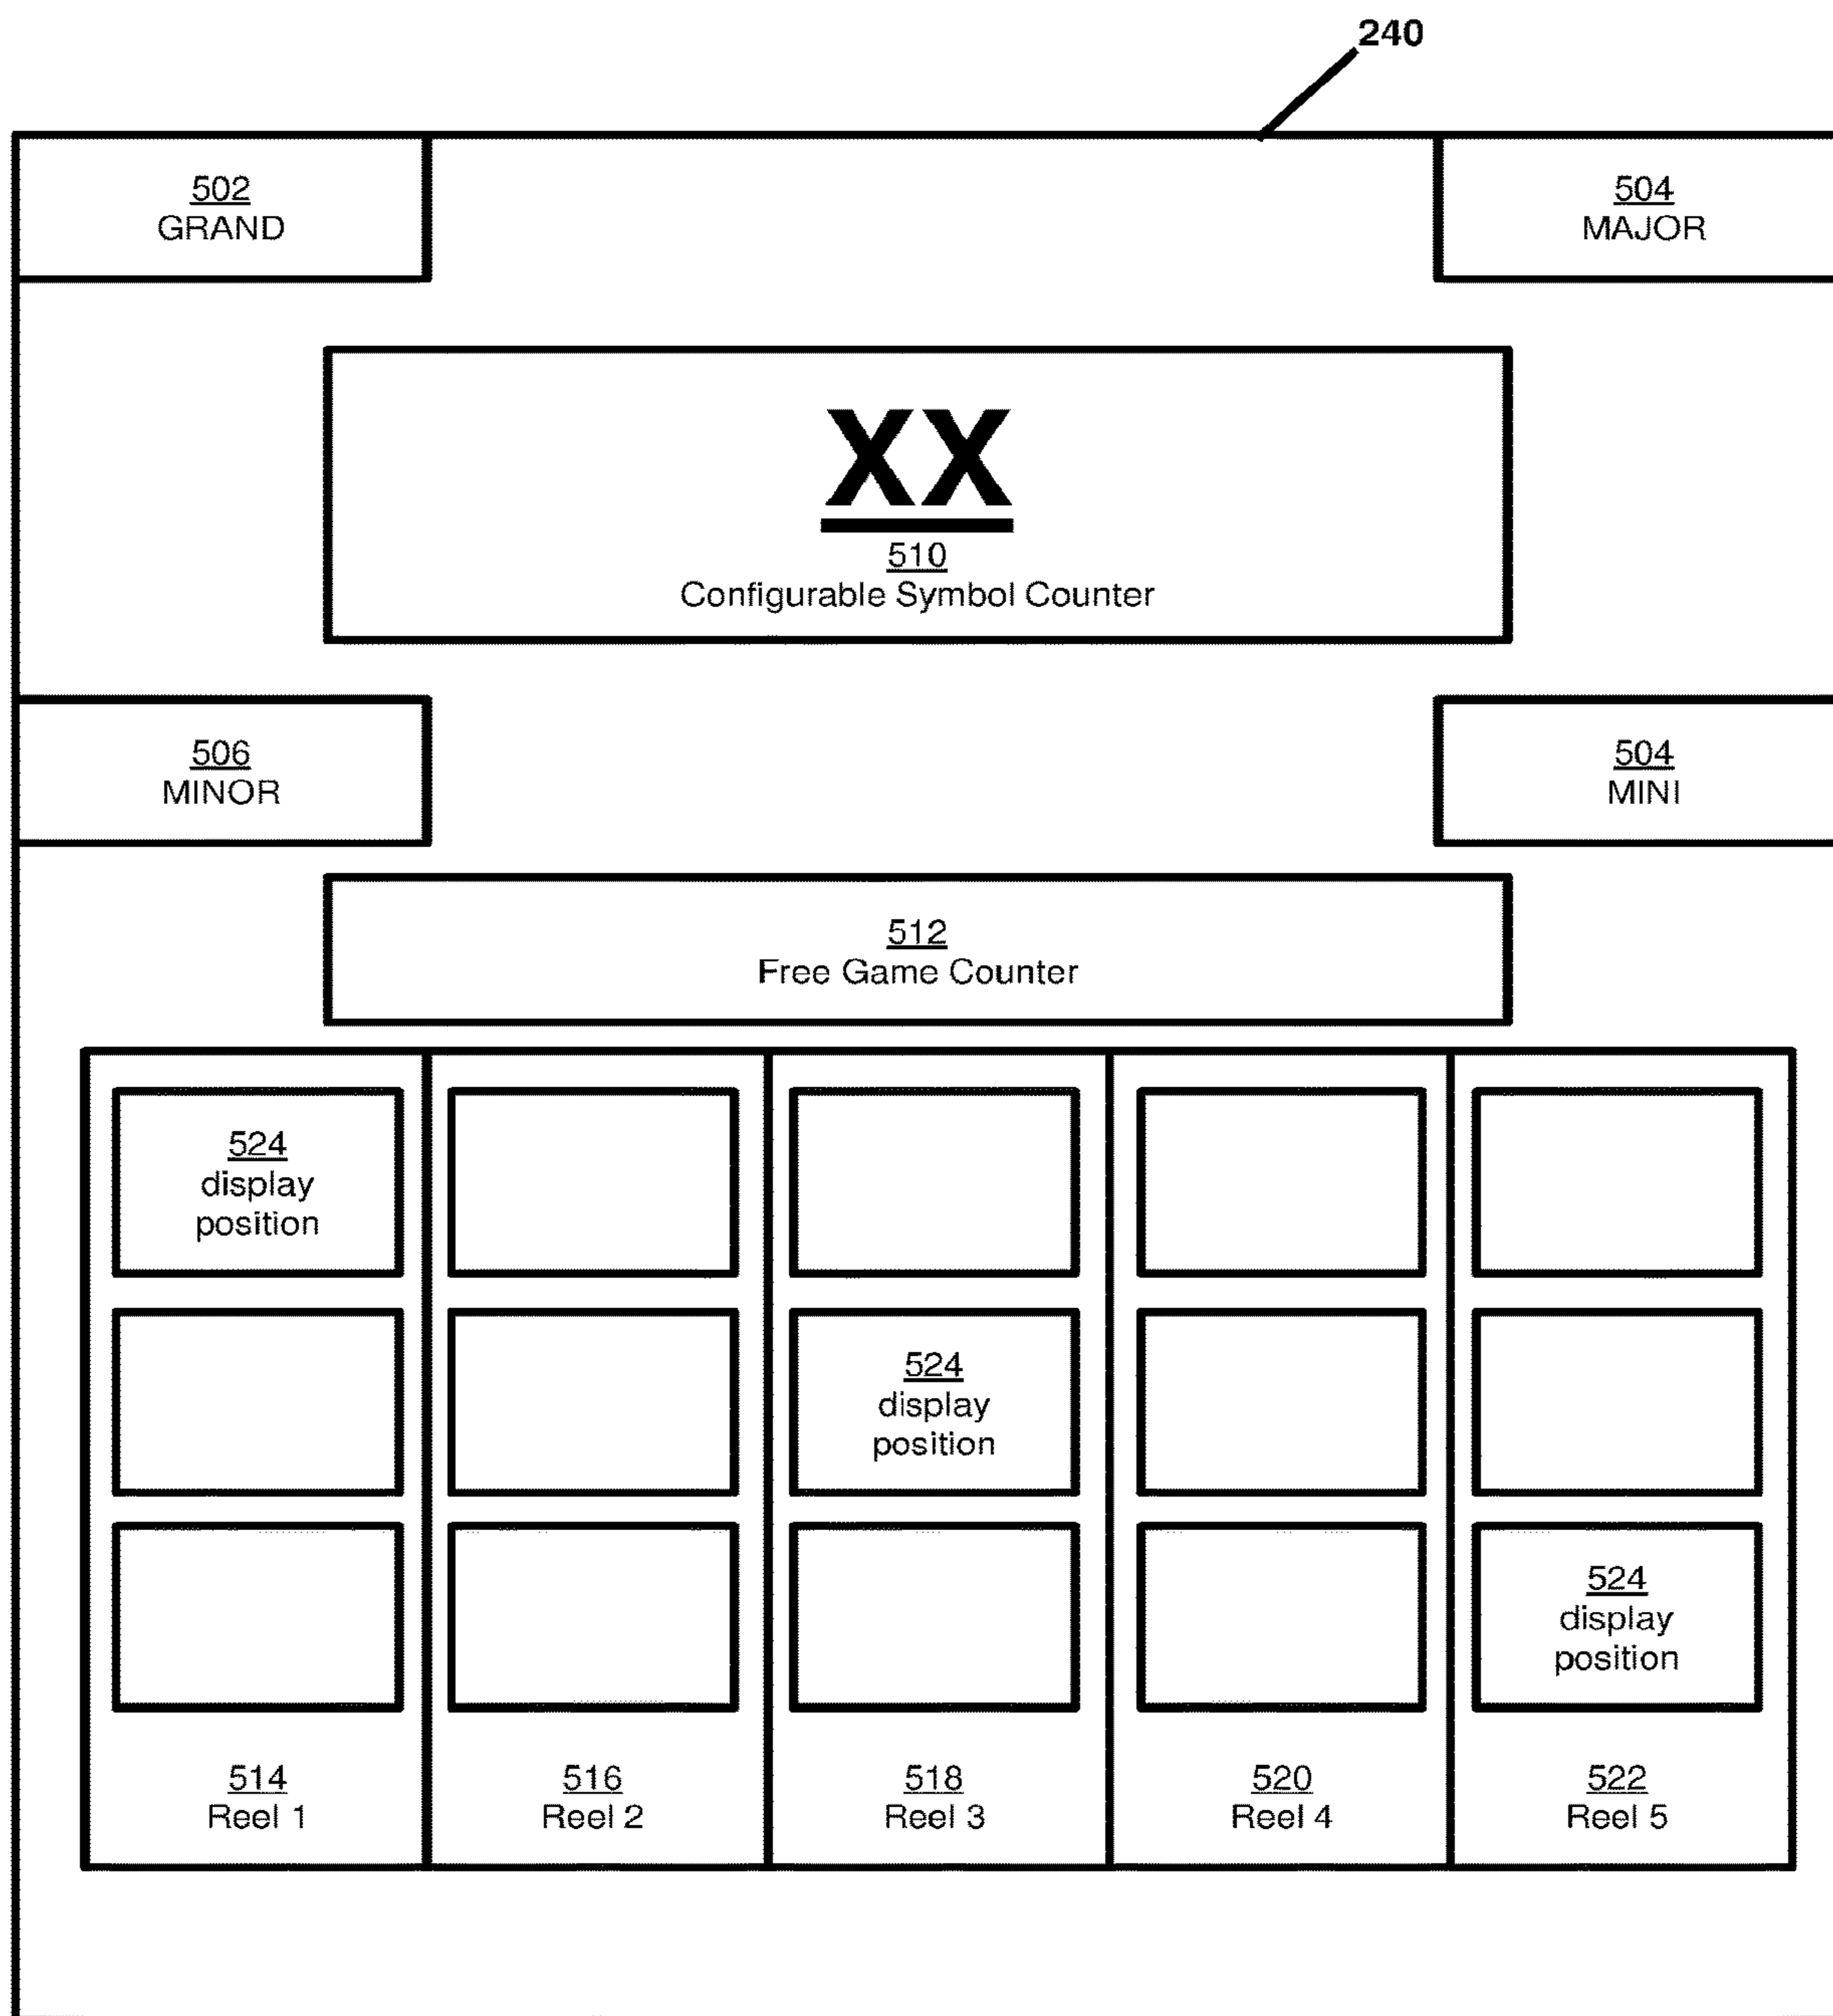 240
502
GRAND
504
MAJOR
XX
510
Configurable Symbol Counter
506
MINOR
504
MINI
512
Free Game Counter
524
display
position
524
display
position
524
display
position
514
Reel 1
516
Reel 2
518
Reel 3
520
Reel 4
522
Reel 5